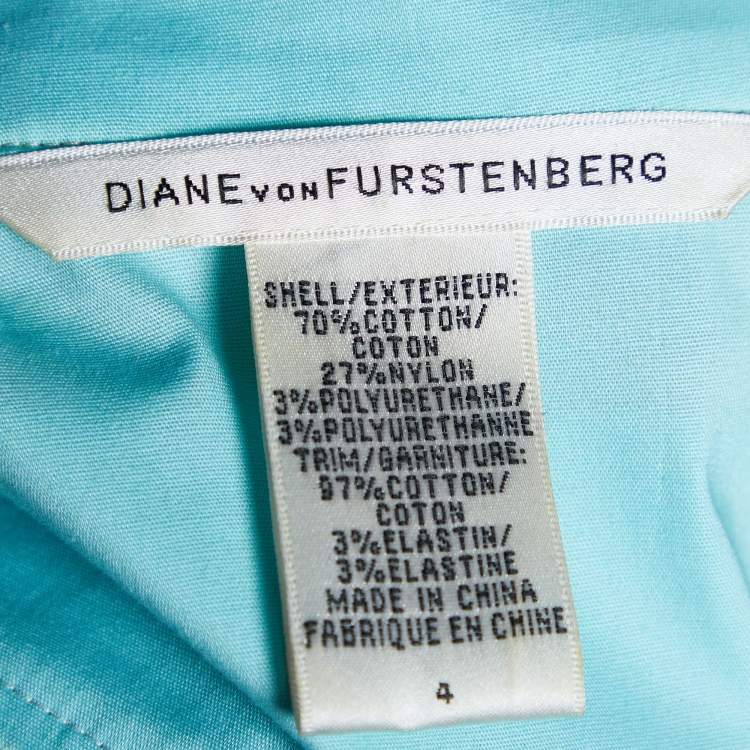 DIANE von FURSTENBERG
SHELL/EXTERIEUR:
70%COTTON/
COTON
27%NYLON
3%POLYURETHANE/
3%POLYURETHANNE
TRIM/GARNITURE:
97%COTTON/
COTON
3%ELASTIN/
3%ELASTINE
MADE IN CHINA
FABRIQUE EN CHINE
4